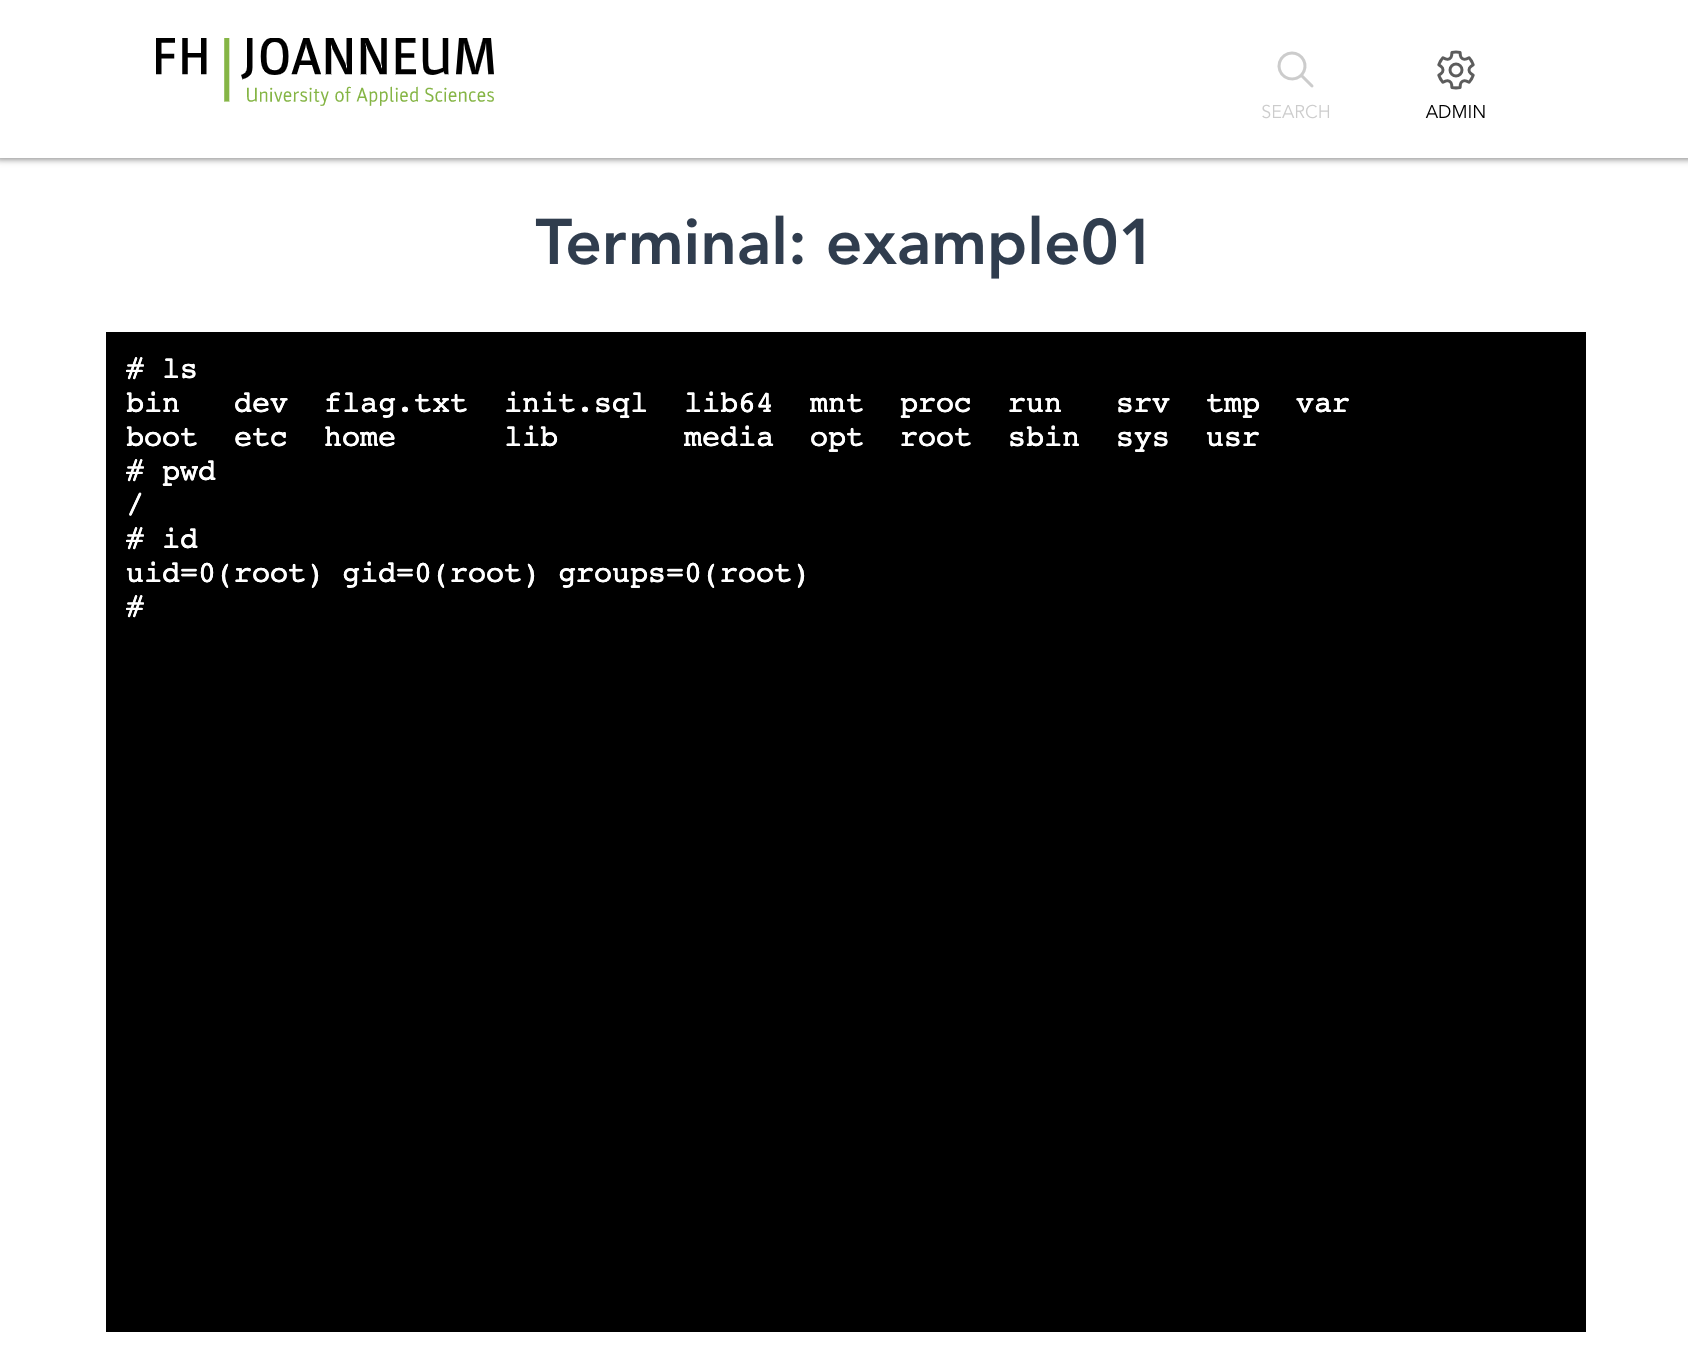 FH | JOANNEUM
University of Applied Sciences
SEARCH
ADMIN
Terminal: example01
# ls
bin   dev  flag.txt  init.sql  lib64  mnt  proc  run   srv  tmp  var
boot  etc  home      lib       media  opt  root  sbin  sys  usr
# pwd
/
# id
uid=0(root) gid=0(root) groups=0(root)
#